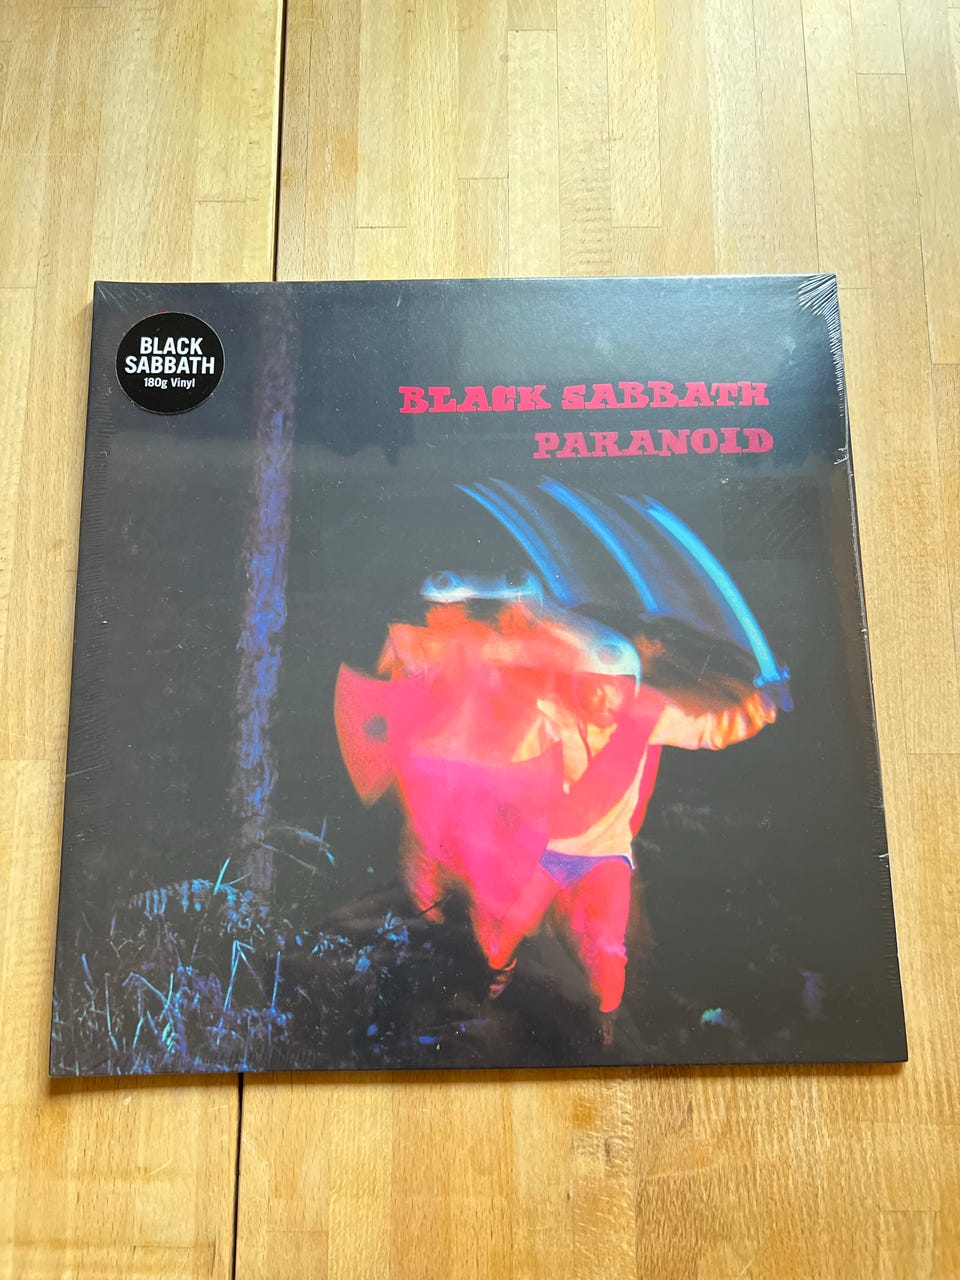 BLACK
SABBATH
180g Vinyl
BLACK SABBATH
PARANOID